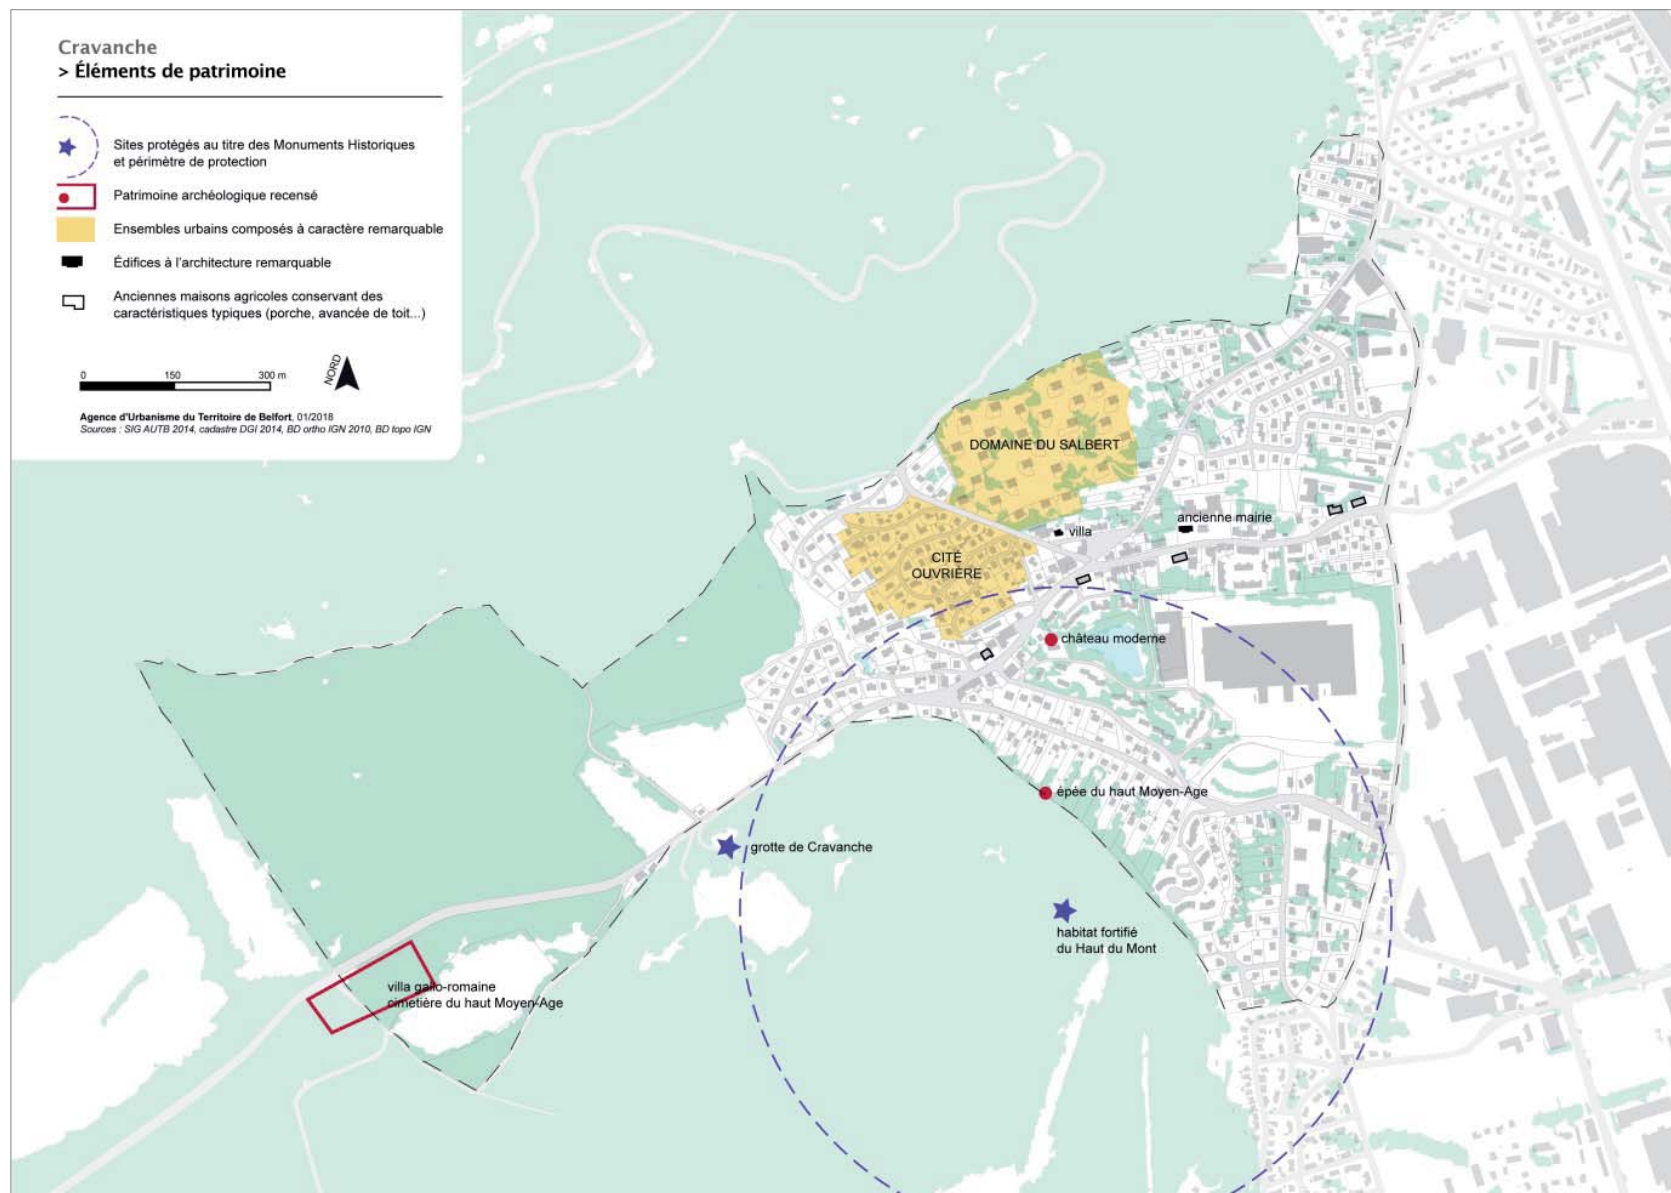 Cravanche
> Éléments de patrimoine
Sites protégés au titre des Monuments Historiques
et périmètre de protection
Patrimoine archéologique recensé
Ensembles urbains composés à caractère remarquable
Édifices à l'architecture remarquable
Anciennes maisons agricoles conservant des
caractéristiques typiques (porche, avancée de toit...)
0 150 300 m
NORD
Agence d'Urbanisme du Territoire de Belfort, 01/2018
Sources : SIG AUTB 2014, cadastre DGI 2014, BD ortho IGN 2010, BD topo IGN
DOMAINE DU SALBERT
ancienne mairie
villa
CITÉ
OUVRIÈRE
château moderne
épée du haut Moyen-Age
grotte de Cravanche
habitat fortifié
du Haut du Mont
villa gallo-romaine
cimetière du haut Moyen-Age